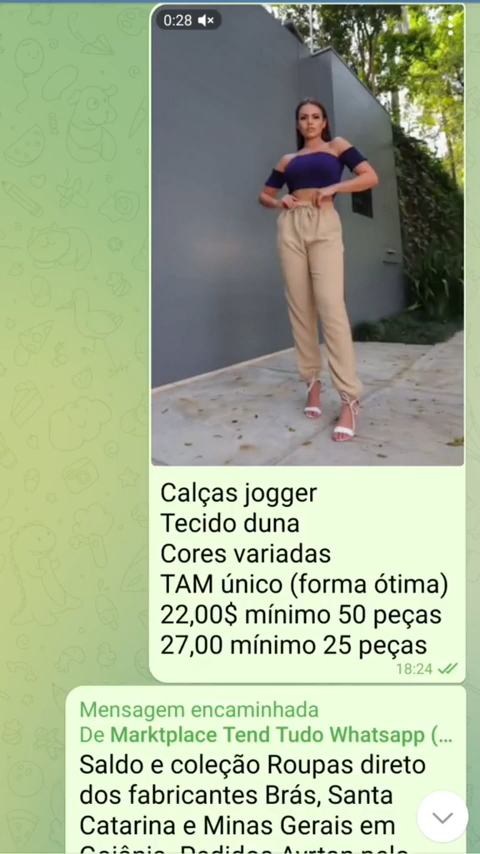 0:28
Calças jogger
Tecido duna
Cores variadas
TAM único (forma ótima)
22,00$ mínimo 50 peças
27,00 mínimo 25 peças
18:24
Mensagem encaminhada
De Marktplace Tend Tudo Whatsapp (...
Saldo e coleção Roupas direto
dos fabricantes Brás, Santa
Catarina e Minas Gerais em